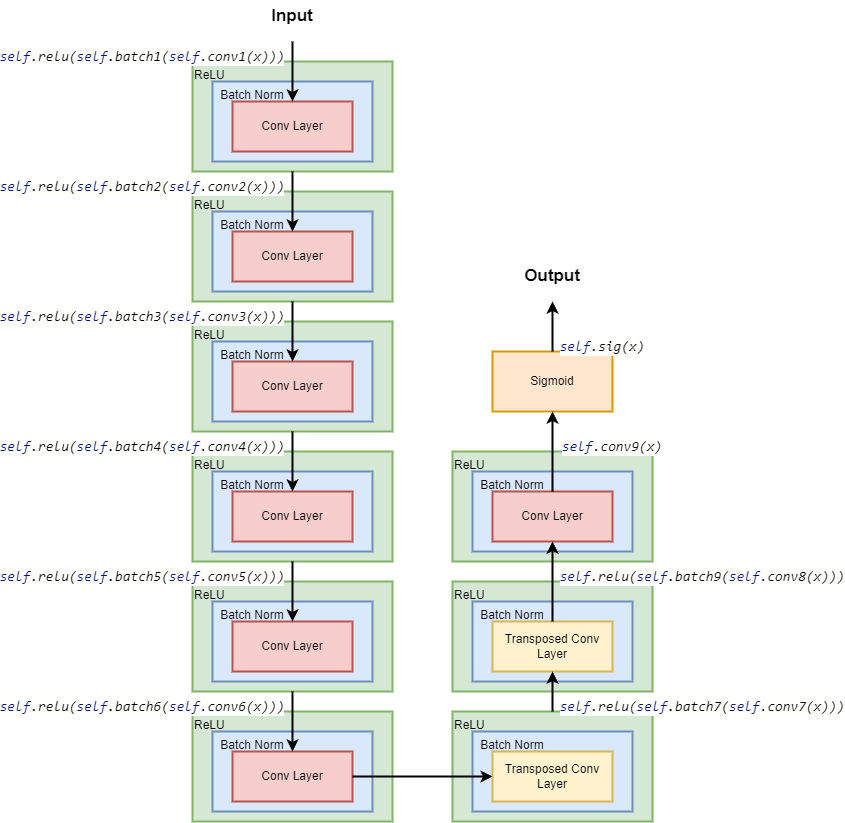 Input
self.relu(self.batch1(self.conv1(x)))
ReLU
Batch Norm
Conv Layer
self.relu(self.batch2(self.conv2(x)))
ReLU
Batch Norm
Conv Layer
self.relu(self.batch3(self.conv3(x)))
ReLU
Batch Norm
Conv Layer
self.relu(self.batch4(self.conv4(x)))
ReLU
Batch Norm
Conv Layer
self.relu(self.batch5(self.conv5(x)))
ReLU
Batch Norm
Conv Layer
self.relu(self.batch6(self.conv6(x)))
ReLU
Batch Norm
Conv Layer
Output
self.sig(x)
Sigmoid
self.conv9(x)
ReLU
Batch Norm
Conv Layer
self.relu(self.batch9(self.conv8(x)))
ReLU
Batch Norm
Transposed Conv
Layer
self.relu(self.batch7(self.conv7(x)))
ReLU
Batch Norm
Transposed Conv
Layer